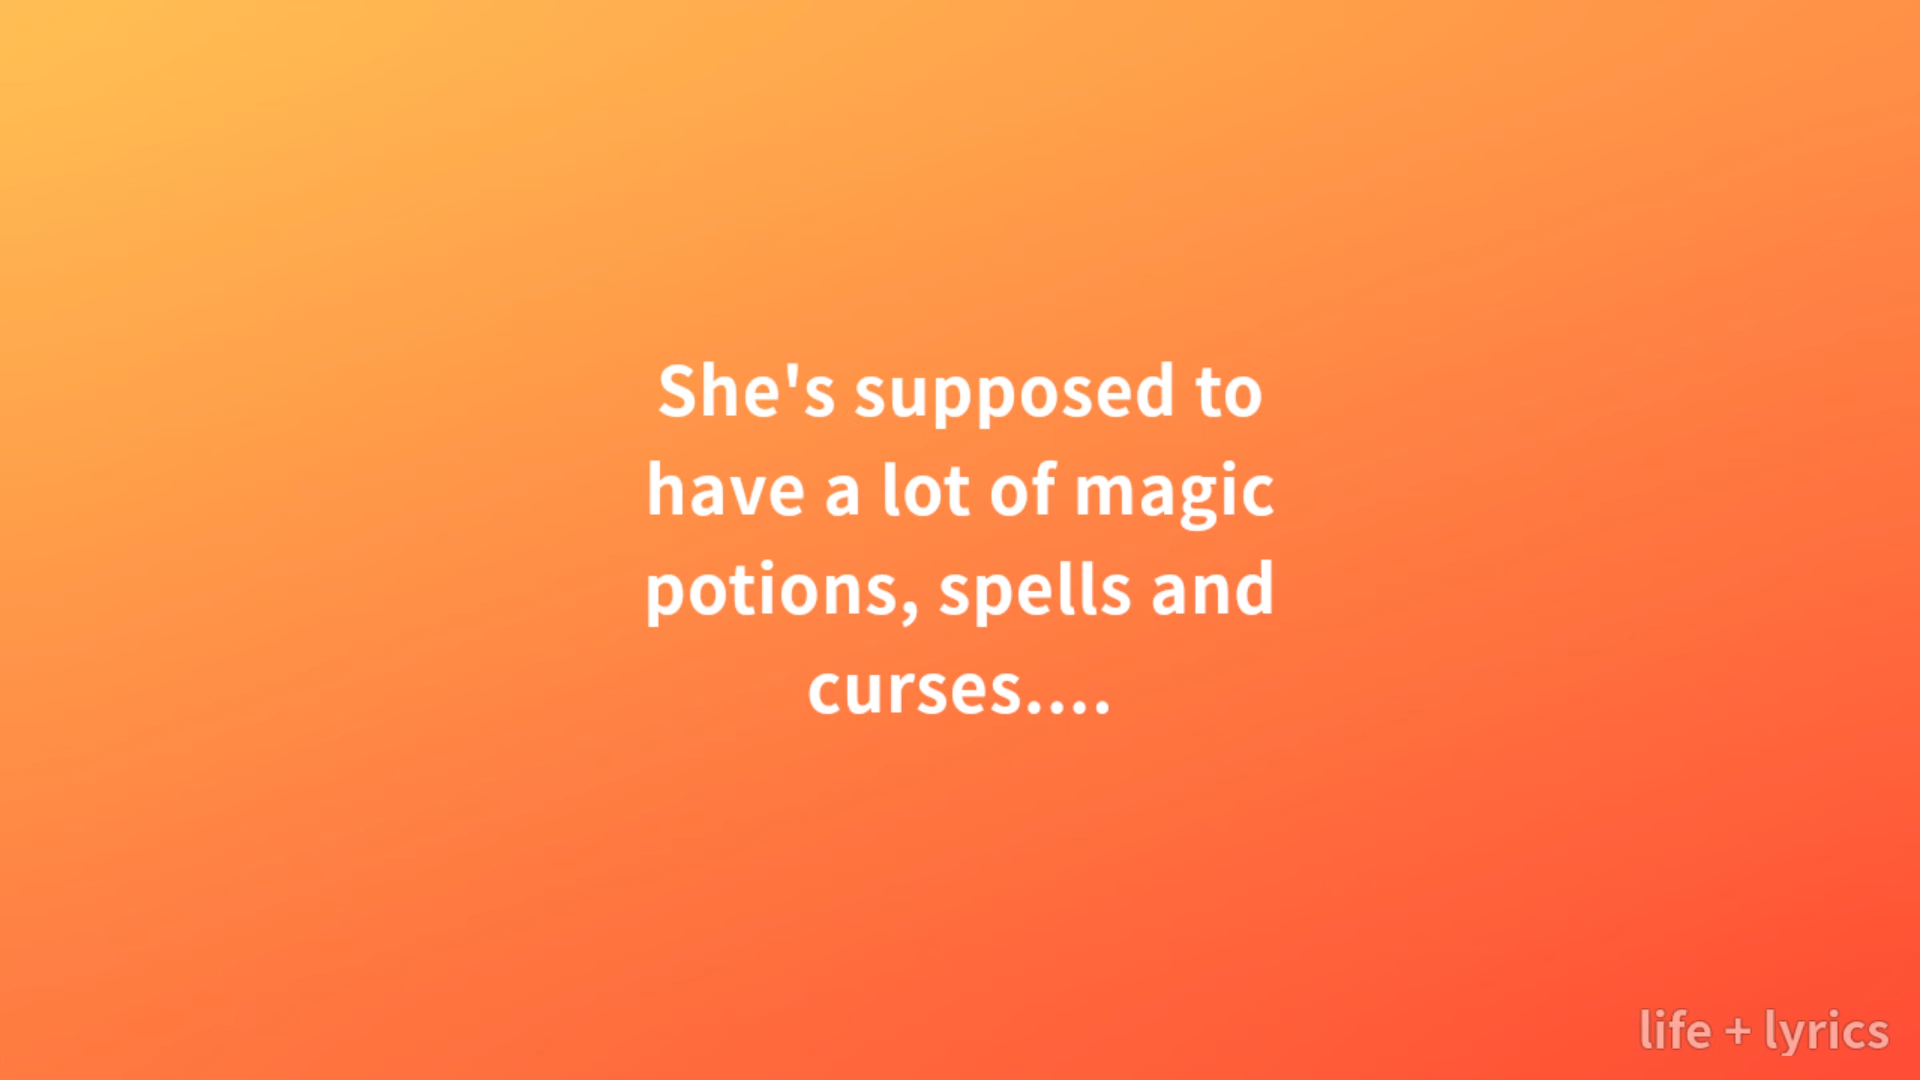 She's supposed to
have a lot of magic
potions, spells and
curses....
life + lyrics